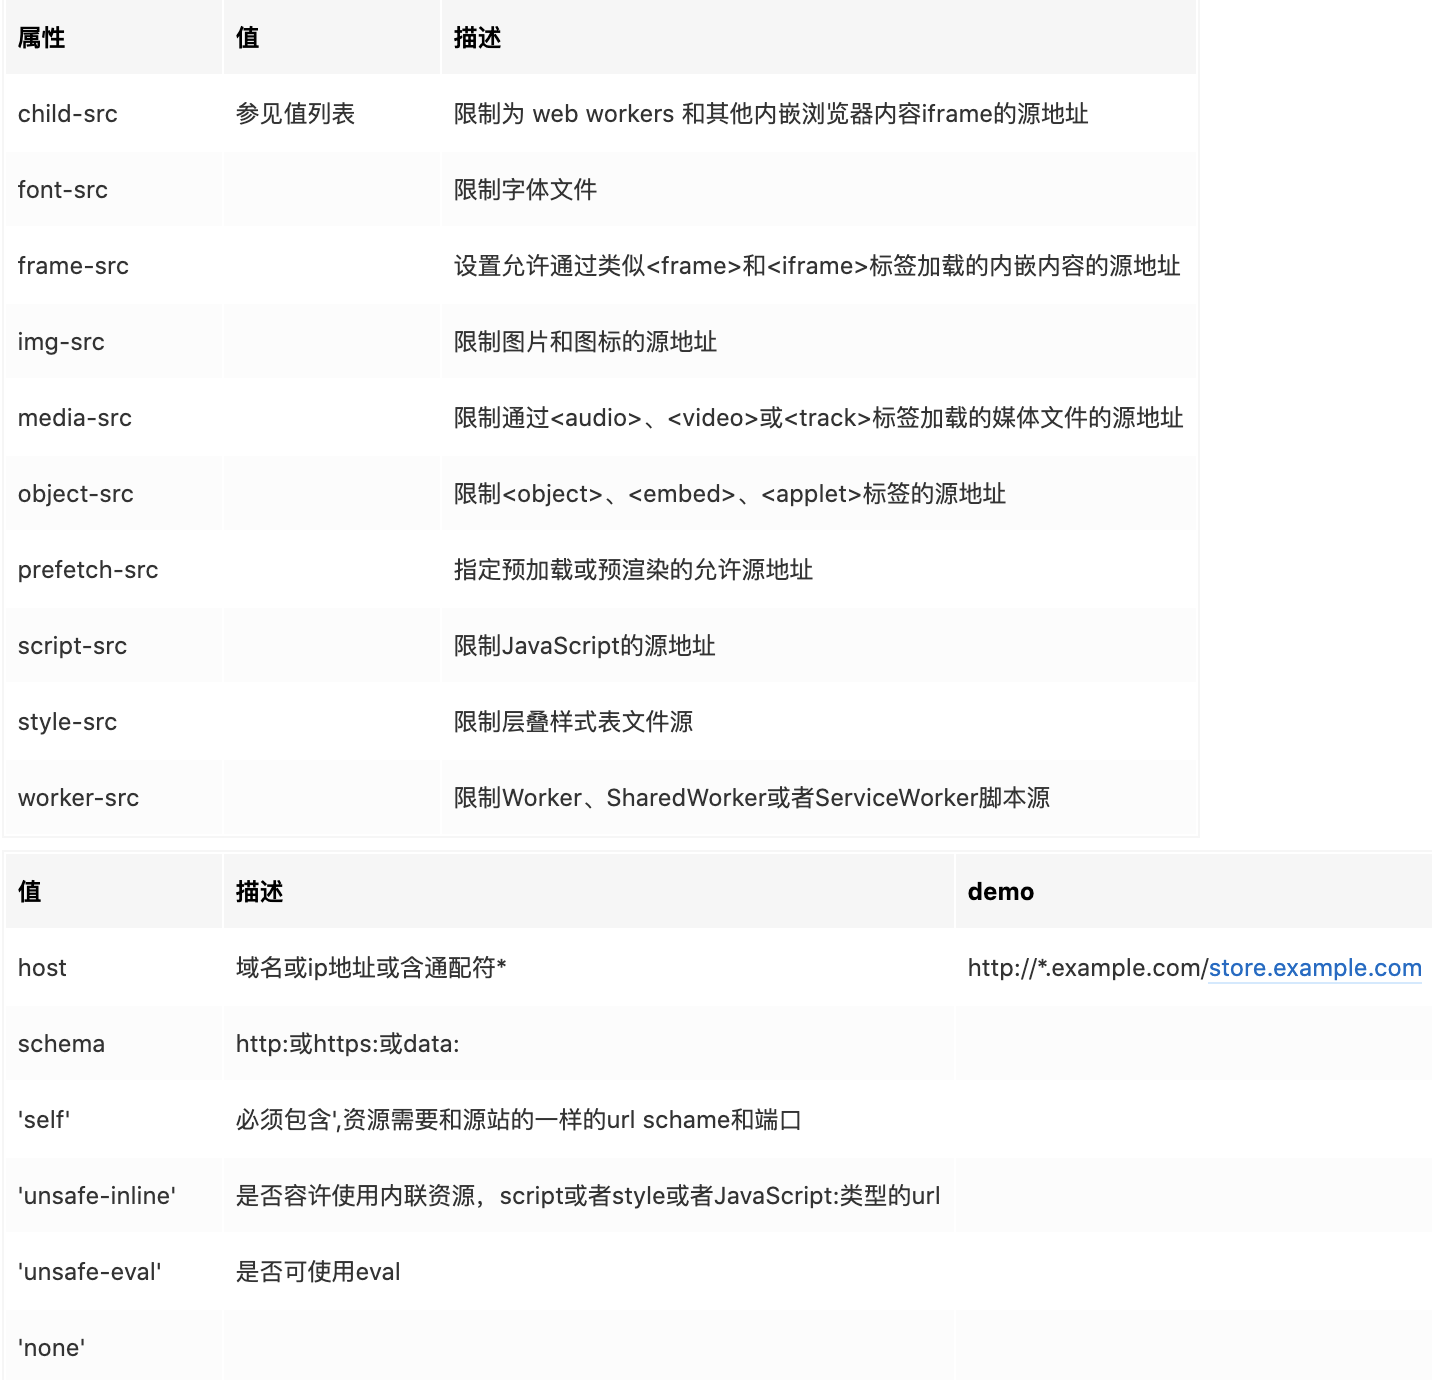 属性 值 描述
child-src 参见值列表 限制为 web workers 和其他内嵌浏览器内容iframe的源地址
font-src 限制字体文件
frame-src 设置允许通过类似<frame>和<iframe>标签加载的内嵌内容的源地址
img-src 限制图片和图标的源地址
media-src 限制通过<audio>、<video>或<track>标签加载的媒体文件的源地址
object-src 限制<object>、<embed>、<applet>标签的源地址
prefetch-src 指定预加载或预渲染的允许源地址
script-src 限制JavaScript的源地址
style-src 限制层叠样式表文件源
worker-src 限制Worker、SharedWorker或者ServiceWorker脚本源
值 描述 demo
host 域名或ip地址或含通配符* http://*.example.com/store.example.com
schema http:或https:或data:
'self' 必须包含',资源需要和源站的一样的url schame和端口
'unsafe-inline' 是否容许使用内联资源，script或者style或者JavaScript:类型的url
'unsafe-eval' 是否可使用eval
'none'